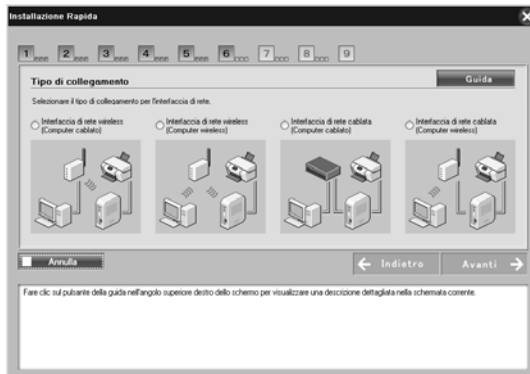 Installazione Rapida
1 2 3 4 5 6 7 8 9
Tipo di collegamento
Guida
Selezionare il tipo di collegamento per l'interfaccia di rete.
Interfaccia di rete wireless
(Computer cablato)
Interfaccia di rete wireless
(Computer wireless)
Interfaccia di rete cablata
(Computer cablato)
Interfaccia di rete cablata
(Computer wireless)
Annulla
Indietro
Avanti
Fare clic sul pulsante della guida nell'angolo superiore destro dello schermo per visualizzare una descrizione dettagliata nella schermata corrente.